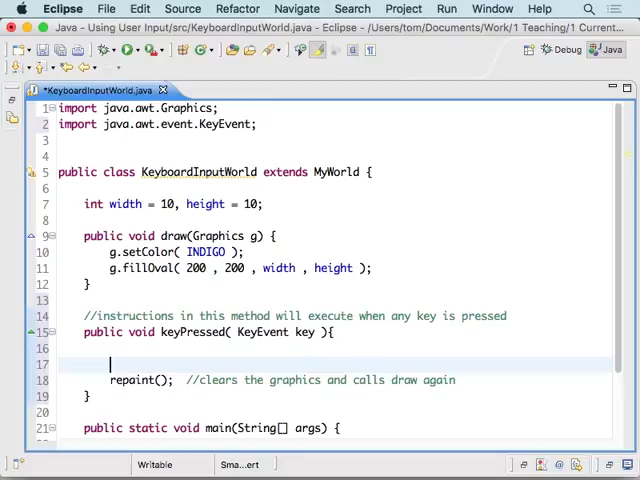 Eclipse File Edit Source Refactor Navigate Search Project Run Window Help
Java - Using User Input/src/KeyboardInputWorld.java - Eclipse - /Users/tom/Documents/Work/1 Teaching/1 Current...
Debug Java
*KeyboardInputWorld.java
1 import java.awt.Graphics;
2 import java.awt.event.KeyEvent;
3
4
5 public class KeyboardInputWorld extends MyWorld {
6
7 int width = 10, height = 10;
8
9 public void draw(Graphics g) {
10 g.setColor( INDIGO );
11 g.fillOval( 200 , 200 , width , height );
12 }
13
14 //instructions in this method will execute when any key is pressed
15 public void keyPressed( KeyEvent key ){
16
17
18 repaint(); //clears the graphics and calls draw again
19 }
20
21 public static void main(String[] args) {
Writable Sma...ert